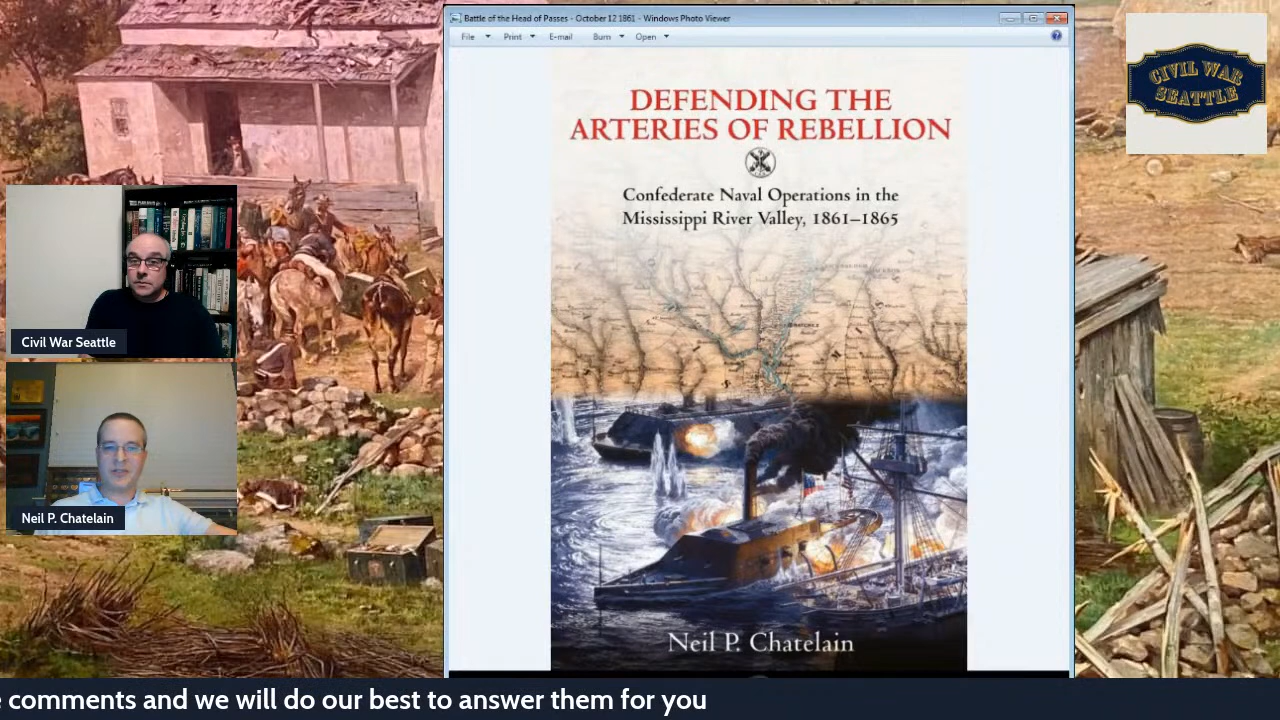 Battle of the Head of Passes - October 12 1861 - Windows Photo Viewer
File Print E-mail Burn Open
DEFENDING THE
ARTERIES OF REBELLION
Confederate Naval Operations in the
Mississippi River Valley, 1861–1865
Neil P. Chatelain
CIVIL WAR
SEATTLE
Civil War Seattle
Neil P. Chatelain
comments and we will do our best to answer them for you